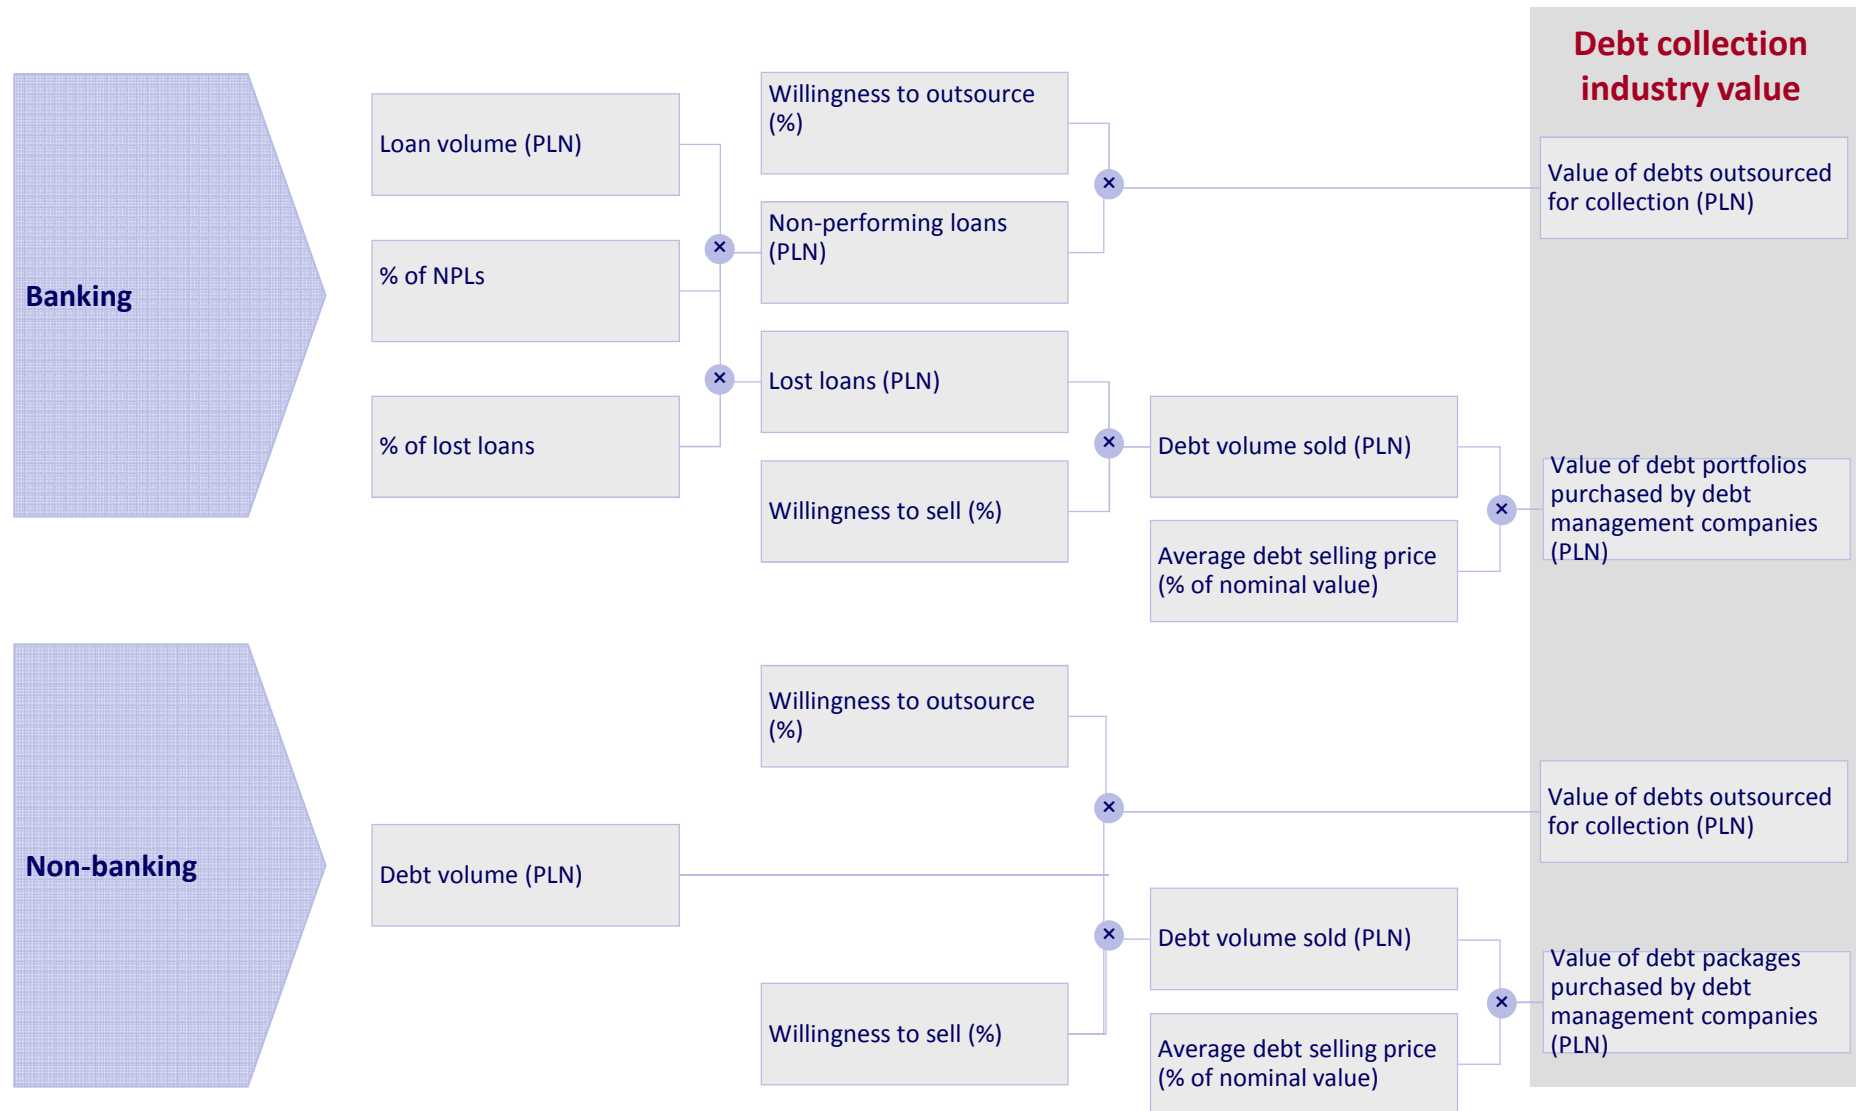 Debt collection
industry value
Banking
Loan volume (PLN)
% of NPLs
% of lost loans
Willingness to outsource
(%)
×
Non-performing loans
(PLN)
×
×
Lost loans (PLN)
Willingness to sell (%)
×
Debt volume sold (PLN)
Average debt selling price
(% of nominal value)
×
Value of debts outsourced
for collection (PLN)
Value of debt portfolios
purchased by debt
management companies
(PLN)
Non-banking
Debt volume (PLN)
Willingness to outsource
(%)
×
Willingness to sell (%)
×
Debt volume sold (PLN)
Average debt selling price
(% of nominal value)
×
Value of debts outsourced
for collection (PLN)
Value of debt packages
purchased by debt
management companies
(PLN)